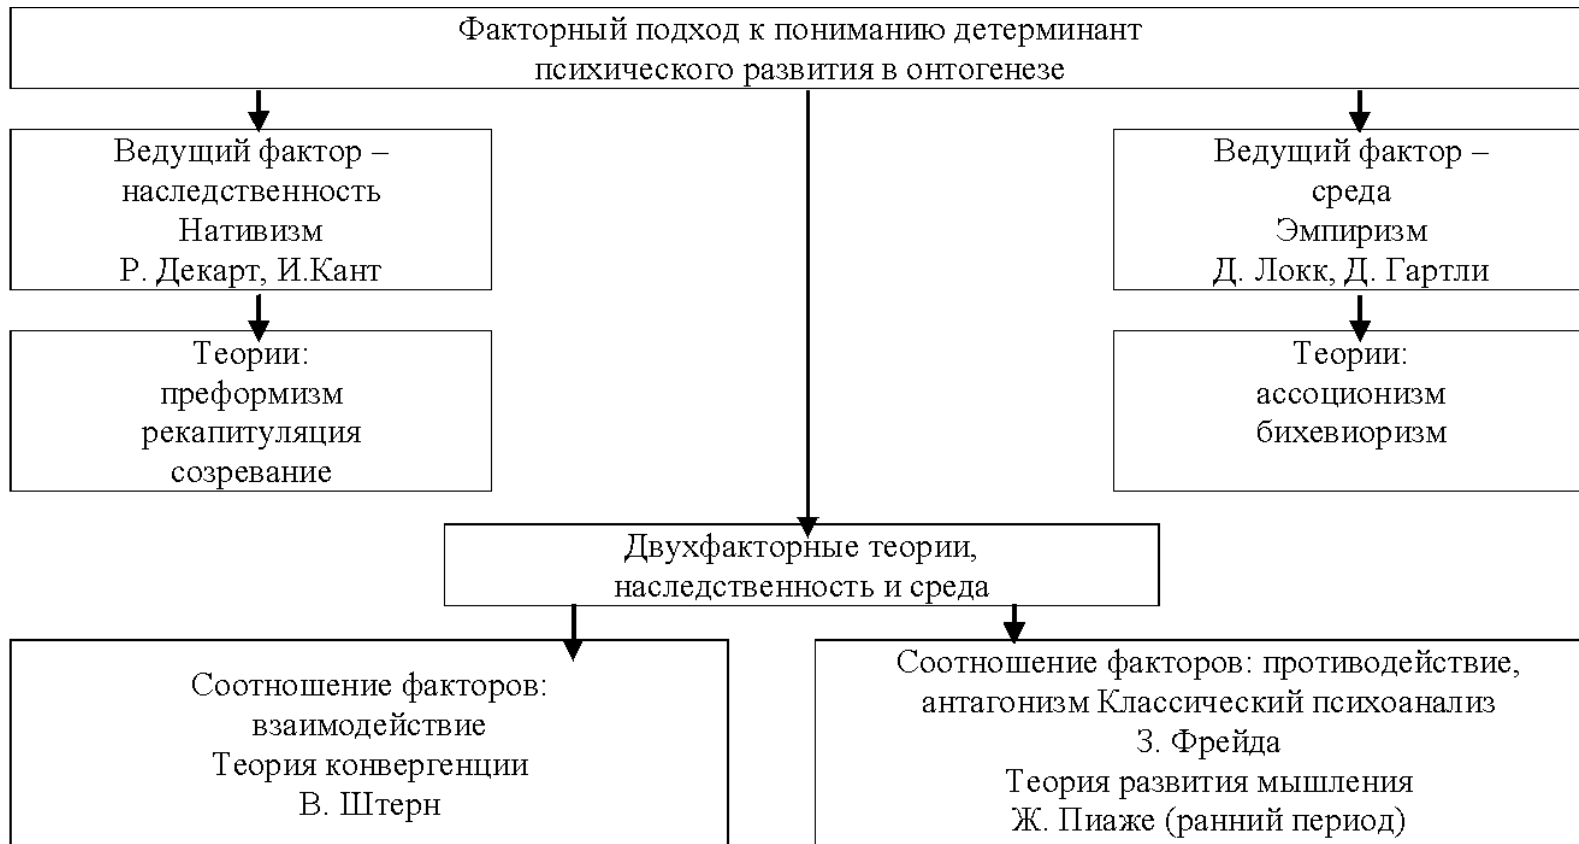 Факторный подход к пониманию детерминант
психического развития в онтогенезе
Ведущий фактор –
наследственность
Нативизм
Р. Декарт, И.Кант
Ведущий фактор –
среда
Эмпиризм
Д. Локк, Д. Гартли
Теории:
преформизм
рекапитуляция
созревание
Теории:
ассоционизм
бихевиоризм
Двухфакторные теории,
наследственность и среда
Соотношение факторов:
взаимодействие
Теория конвергенции
В. Штерн
Соотношение факторов: противодействие,
антагонизм Классический психоанализ
З. Фрейда
Теория развития мышления
Ж. Пиаже (ранний период)